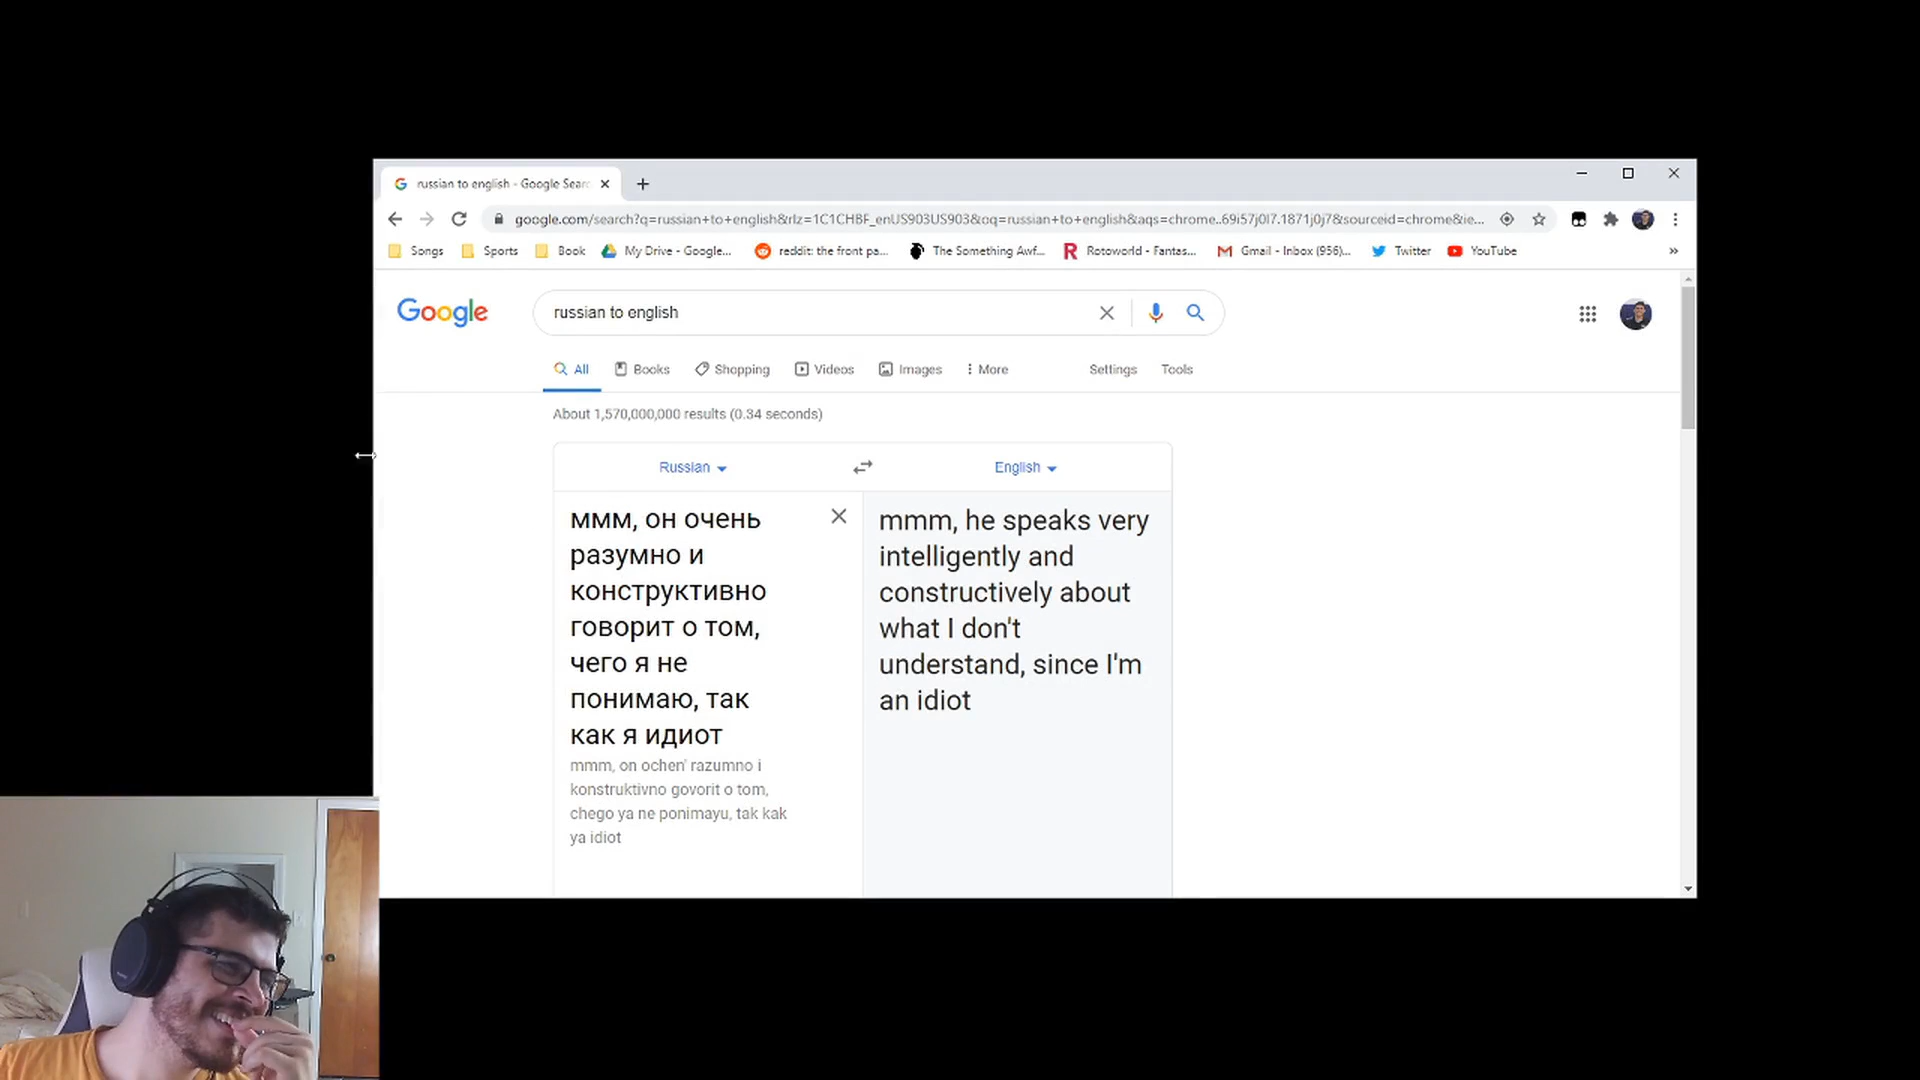 russian to english - Google Sear
google.com/search?q=russian+to+english&rlz=1C1CHBF_enUS903US903&oq=russian+to+english&aqs=chrome..69i57j0l7.1871j0j7&sourceid=chrome&ie...
Songs Sports Book My Drive - Google... reddit: the front pa... The Something Awf... Rotoworld - Fantas... Gmail - Inbox (956)... Twitter YouTube »
Google russian to english
All Books Shopping Videos Images More Settings Tools
About 1,570,000,000 results (0.34 seconds)
Russian English
ммм, он очень
разумно и
конструктивно
говорит о том,
чего я не
понимаю, так
как я идиот
mmm, on ochen' razumno i
konstruktivno govorit o tom,
chego ya ne ponimayu, tak kak
ya idiot
mmm, he speaks very
intelligently and
constructively about
what I don't
understand, since I'm
an idiot